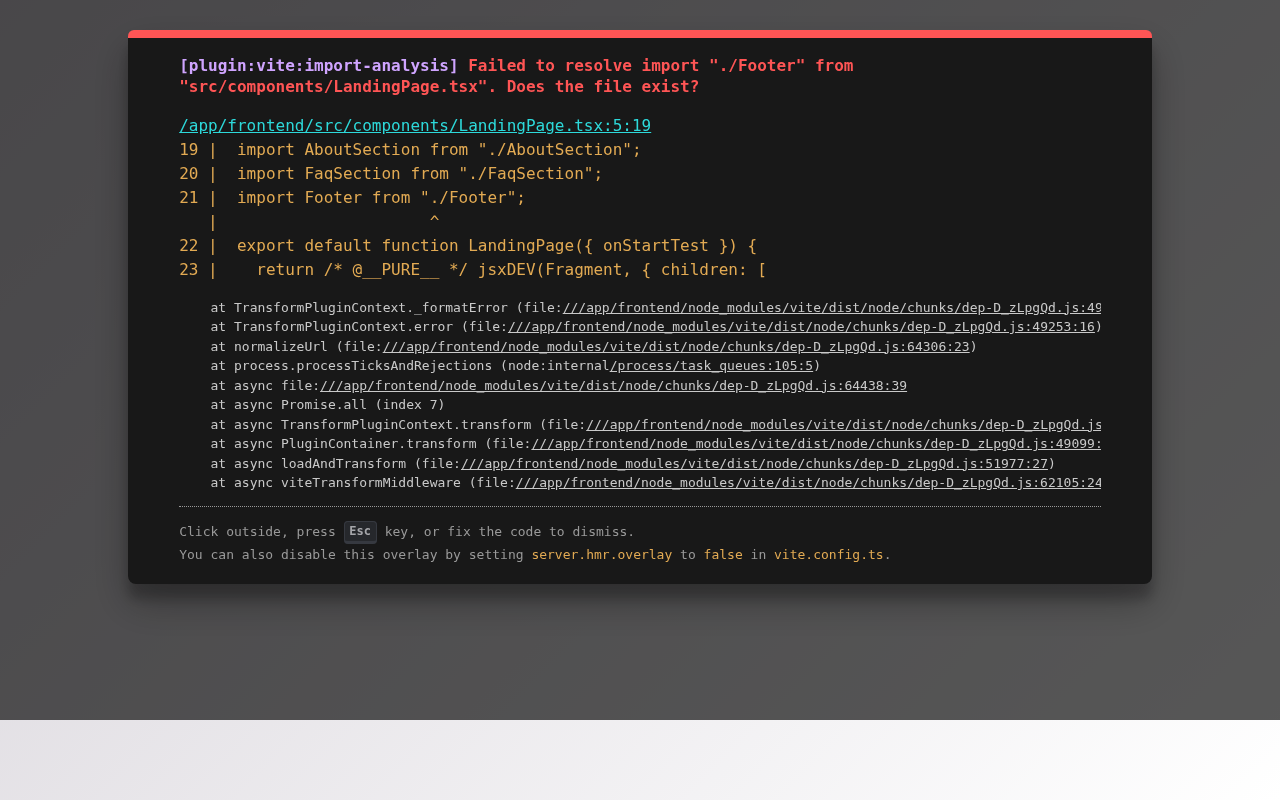 [plugin:vite:import-analysis] Failed to resolve import "./Footer" from
"src/components/LandingPage.tsx". Does the file exist?
/app/frontend/src/components/LandingPage.tsx:5:19
19 |  import AboutSection from "./AboutSection";
20 |  import FaqSection from "./FaqSection";
21 |  import Footer from "./Footer";
   |                      ^
22 |  export default function LandingPage({ onStartTest }) {
23 |    return /* @__PURE__ */ jsxDEV(Fragment, { children: [
    at TransformPluginContext._formatError (file:///app/frontend/node_modules/vite/dist/node/chunks/dep-D_zLpgQd.js:49
    at TransformPluginContext.error (file:///app/frontend/node_modules/vite/dist/node/chunks/dep-D_zLpgQd.js:49253:16)
    at normalizeUrl (file:///app/frontend/node_modules/vite/dist/node/chunks/dep-D_zLpgQd.js:64306:23)
    at process.processTicksAndRejections (node:internal/process/task_queues:105:5)
    at async file:///app/frontend/node_modules/vite/dist/node/chunks/dep-D_zLpgQd.js:64438:39
    at async Promise.all (index 7)
    at async TransformPluginContext.transform (file:///app/frontend/node_modules/vite/dist/node/chunks/dep-D_zLpgQd.js
    at async PluginContainer.transform (file:///app/frontend/node_modules/vite/dist/node/chunks/dep-D_zLpgQd.js:49099:
    at async loadAndTransform (file:///app/frontend/node_modules/vite/dist/node/chunks/dep-D_zLpgQd.js:51977:27)
    at async viteTransformMiddleware (file:///app/frontend/node_modules/vite/dist/node/chunks/dep-D_zLpgQd.js:62105:24
Click outside, press Esc key, or fix the code to dismiss.
You can also disable this overlay by setting server.hmr.overlay to false in vite.config.ts.